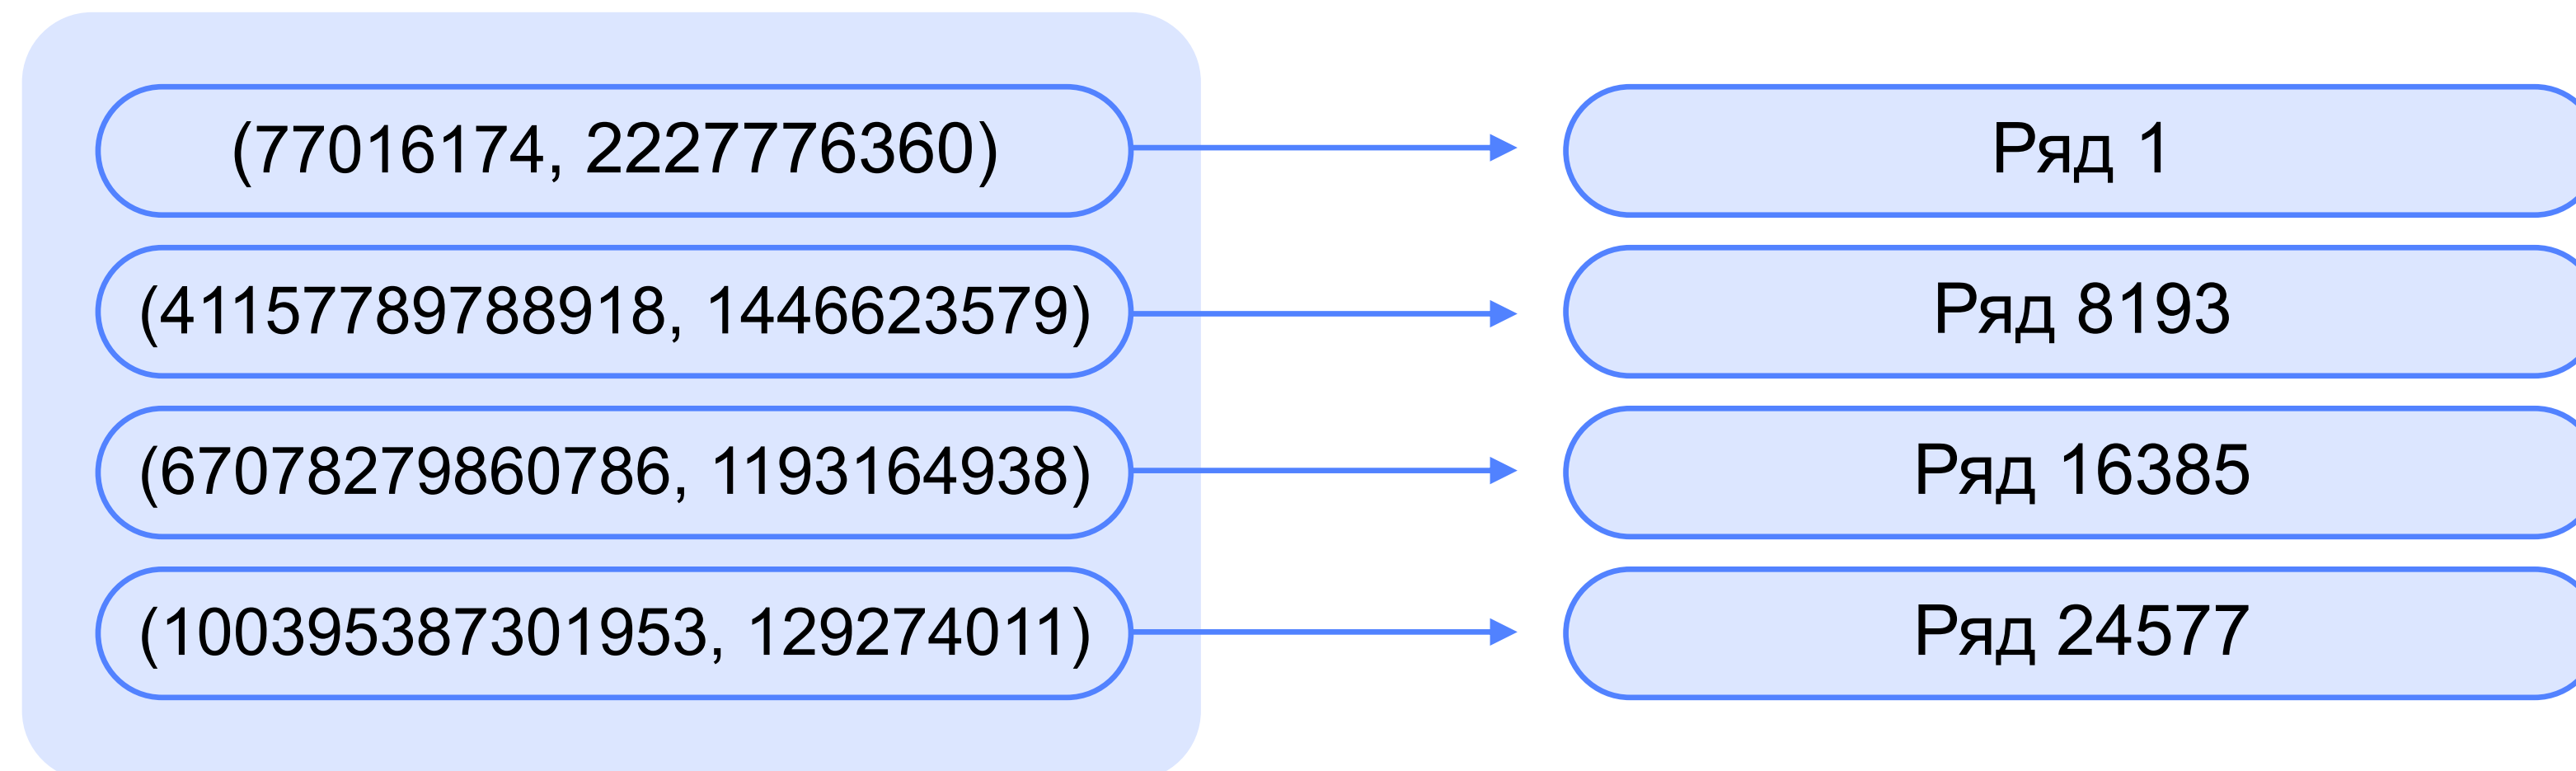 (77016174, 2227776360)
Ряд 1
(41157789788918, 1446623579)
Ряд 8193
(67078279860786, 1193164938)
Ряд 16385
(100395387301953, 129274011)
Ряд 24577